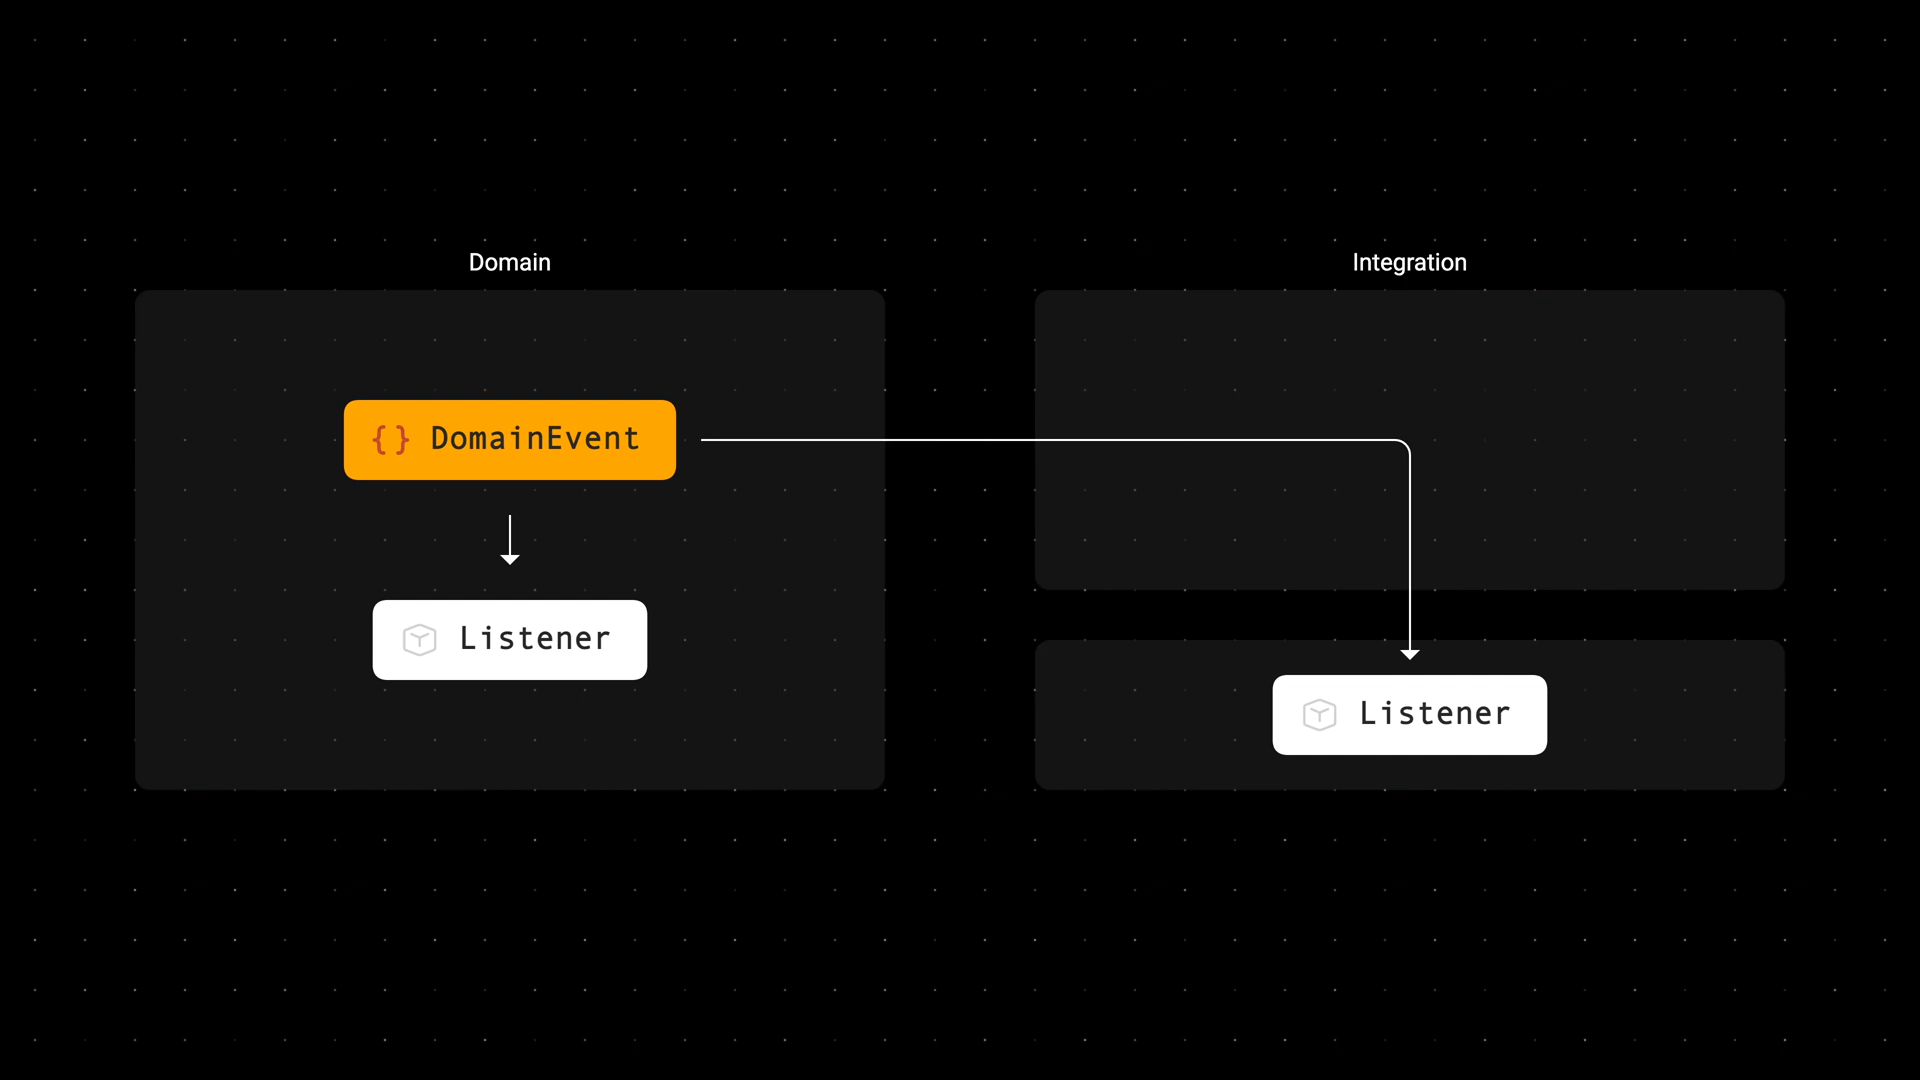 Domain
Integration
{} DomainEvent
Listener
Listener